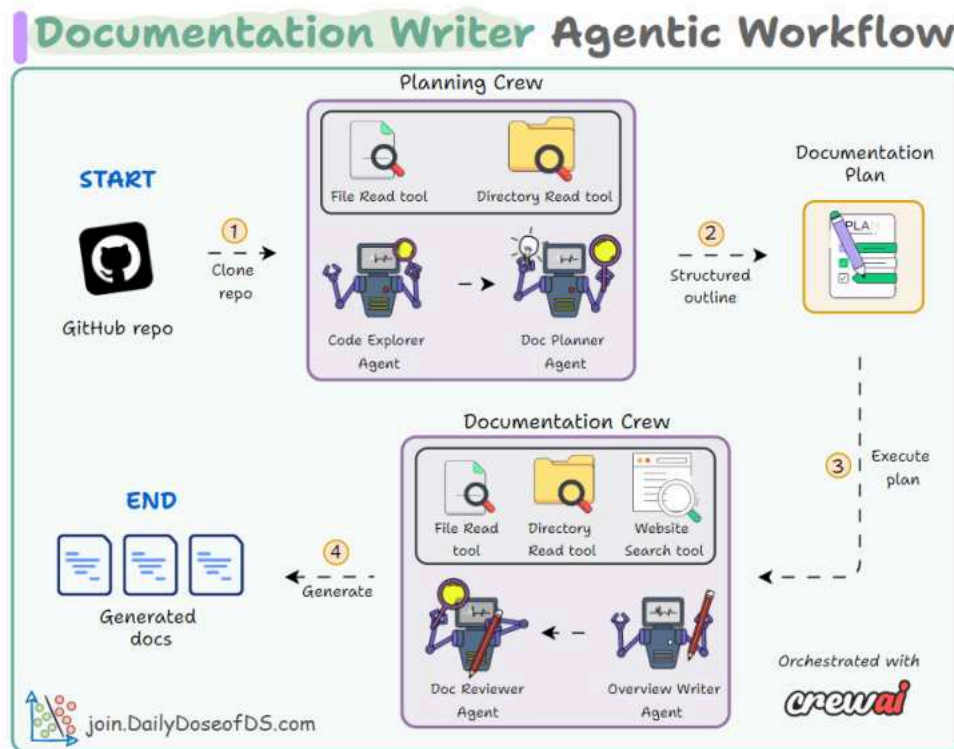 Documentation Writer Agentic Workflow
Planning Crew
File Read tool
Directory Read tool
START
1
Clone
repo
GitHub repo
Code Explorer
Agent
Doc Planner
Agent
2
Structured
outline
Documentation
Plan
PLA
3
Execute
plan
Documentation Crew
File Read
tool
Directory
Read tool
Website
Search tool
Doc Reviewer
Agent
Overview Writer
Agent
4
Generate
END
Generated
docs
Orchestrated with
crewai
join.DailyDoseofDS.com